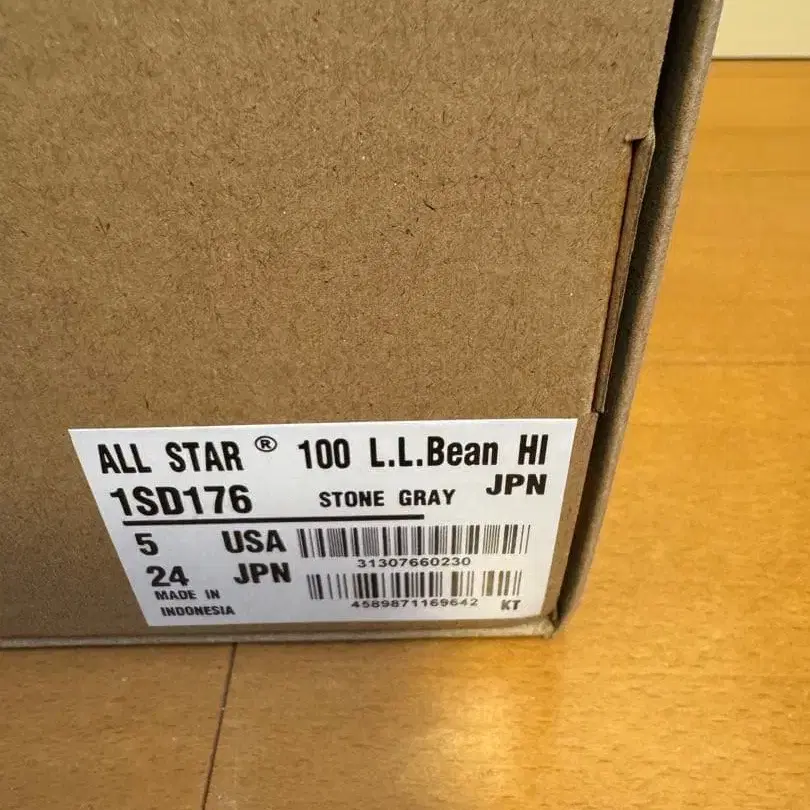 ALL STAR ® 100 L.L.Bean HI
1SD176 STONE GRAY JPN
5 USA
31307660230
24 JPN
4589871169642 KT
MADE IN
INDONESIA